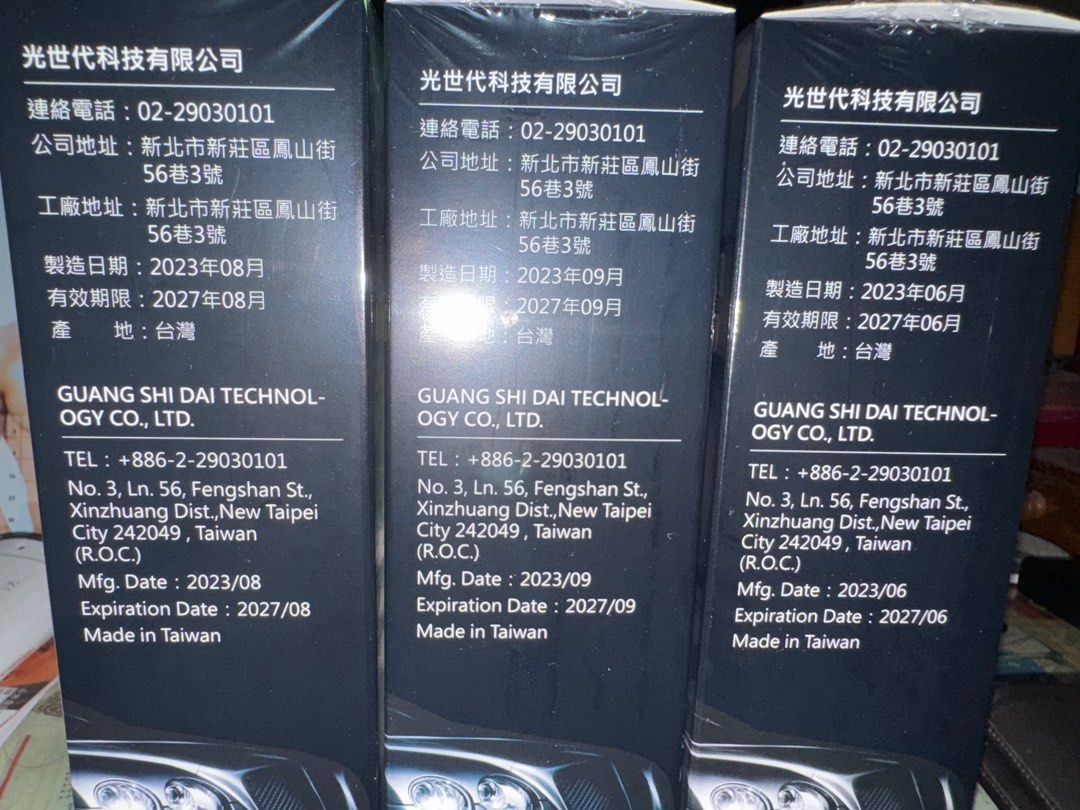 光世代科技有限公司
連絡電話：02-29030101
公司地址：新北市新莊區鳳山街
56巷3號
工廠地址：新北市新莊區鳳山街
56巷3號
製造日期：2023年08月
有效期限：2027年08月
產　　地：台灣
GUANG SHI DAI TECHNOL-
OGY CO., LTD.
TEL：+886-2-29030101
No. 3, Ln. 56, Fengshan St.,
Xinzhuang Dist.,New Taipei
City 242049 , Taiwan
(R.O.C.)
Mfg. Date：2023/08
Expiration Date：2027/08
Made in Taiwan
光世代科技有限公司
連絡電話：02-29030101
公司地址：新北市新莊區鳳山街
56巷3號
工廠地址：新北市新莊區鳳山街
56巷3號
製造日期：2023年09月
有效期限：2027年09月
產　　地：台灣
GUANG SHI DAI TECHNOL-
OGY CO., LTD.
TEL：+886-2-29030101
No. 3, Ln. 56, Fengshan St.,
Xinzhuang Dist.,New Taipei
City 242049 , Taiwan
(R.O.C.)
Mfg. Date：2023/09
Expiration Date：2027/09
Made in Taiwan
光世代科技有限公司
連絡電話：02-29030101
公司地址：新北市新莊區鳳山街
56巷3號
工廠地址：新北市新莊區鳳山街
56巷3號
製造日期：2023年06月
有效期限：2027年06月
產　　地：台灣
GUANG SHI DAI TECHNOL-
OGY CO., LTD.
TEL：+886-2-29030101
No. 3, Ln. 56, Fengshan St.,
Xinzhuang Dist.,New Taipei
City 242049 , Taiwan
(R.O.C.)
Mfg. Date：2023/06
Expiration Date：2027/06
Made in Taiwan